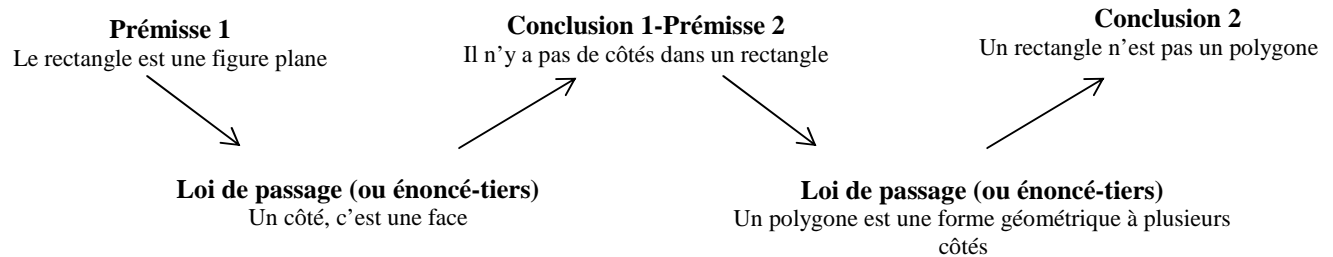 Prémisse 1
Le rectangle est une figure plane
Conclusion 1-Prémisse 2
Il n’y a pas de côtés dans un rectangle
Conclusion 2
Un rectangle n’est pas un polygone
Loi de passage (ou énoncé-tiers)
Un côté, c’est une face
Loi de passage (ou énoncé-tiers)
Un polygone est une forme géométrique à plusieurs
côtés